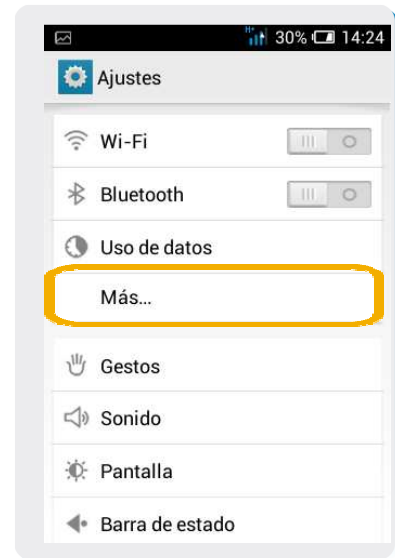 H+ 30% 14:24
Ajustes
Wi-Fi
Bluetooth
Uso de datos
Más...
Gestos
Sonido
Pantalla
Barra de estado